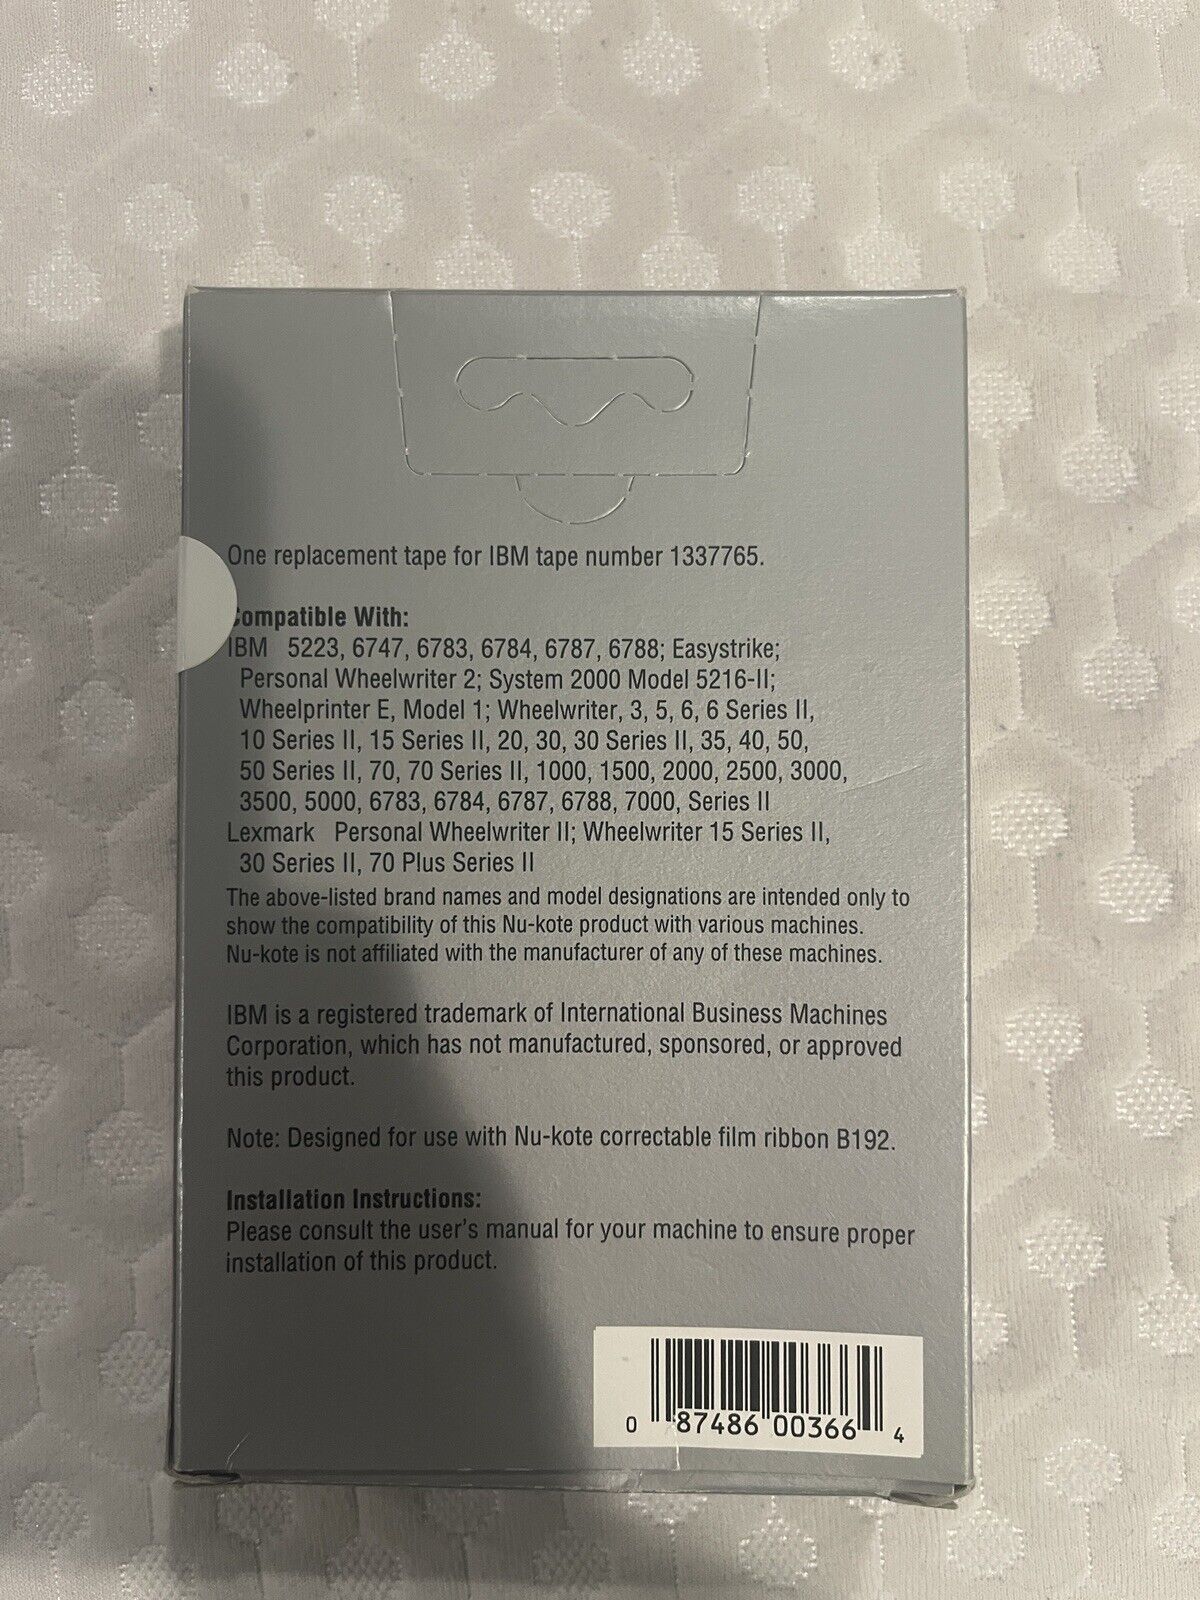 One replacement tape for IBM tape number 1337765.
Compatible With:
IBM 5223, 6747, 6783, 6784, 6787, 6788; Easystrike;
Personal Wheelwriter 2; System 2000 Model 5216-II;
Wheelprinter E, Model 1; Wheelwriter, 3, 5, 6, 6 Series II,
10 Series II, 15 Series II, 20, 30, 30 Series II, 35, 40, 50,
50 Series II, 70, 70 Series II, 1000, 1500, 2000, 2500, 3000,
3500, 5000, 6783, 6784, 6787, 6788, 7000, Series II
Lexmark Personal Wheelwriter II; Wheelwriter 15 Series II,
30 Series II, 70 Plus Series II
The above-listed brand names and model designations are intended only to
show the compatibility of this Nu-kote product with various machines.
Nu-kote is not affiliated with the manufacturer of any of these machines.
IBM is a registered trademark of International Business Machines
Corporation, which has not manufactured, sponsored, or approved
this product.
Note: Designed for use with Nu-kote correctable film ribbon B192.
Installation Instructions:
Please consult the user's manual for your machine to ensure proper
installation of this product.
0 87486 00366 4